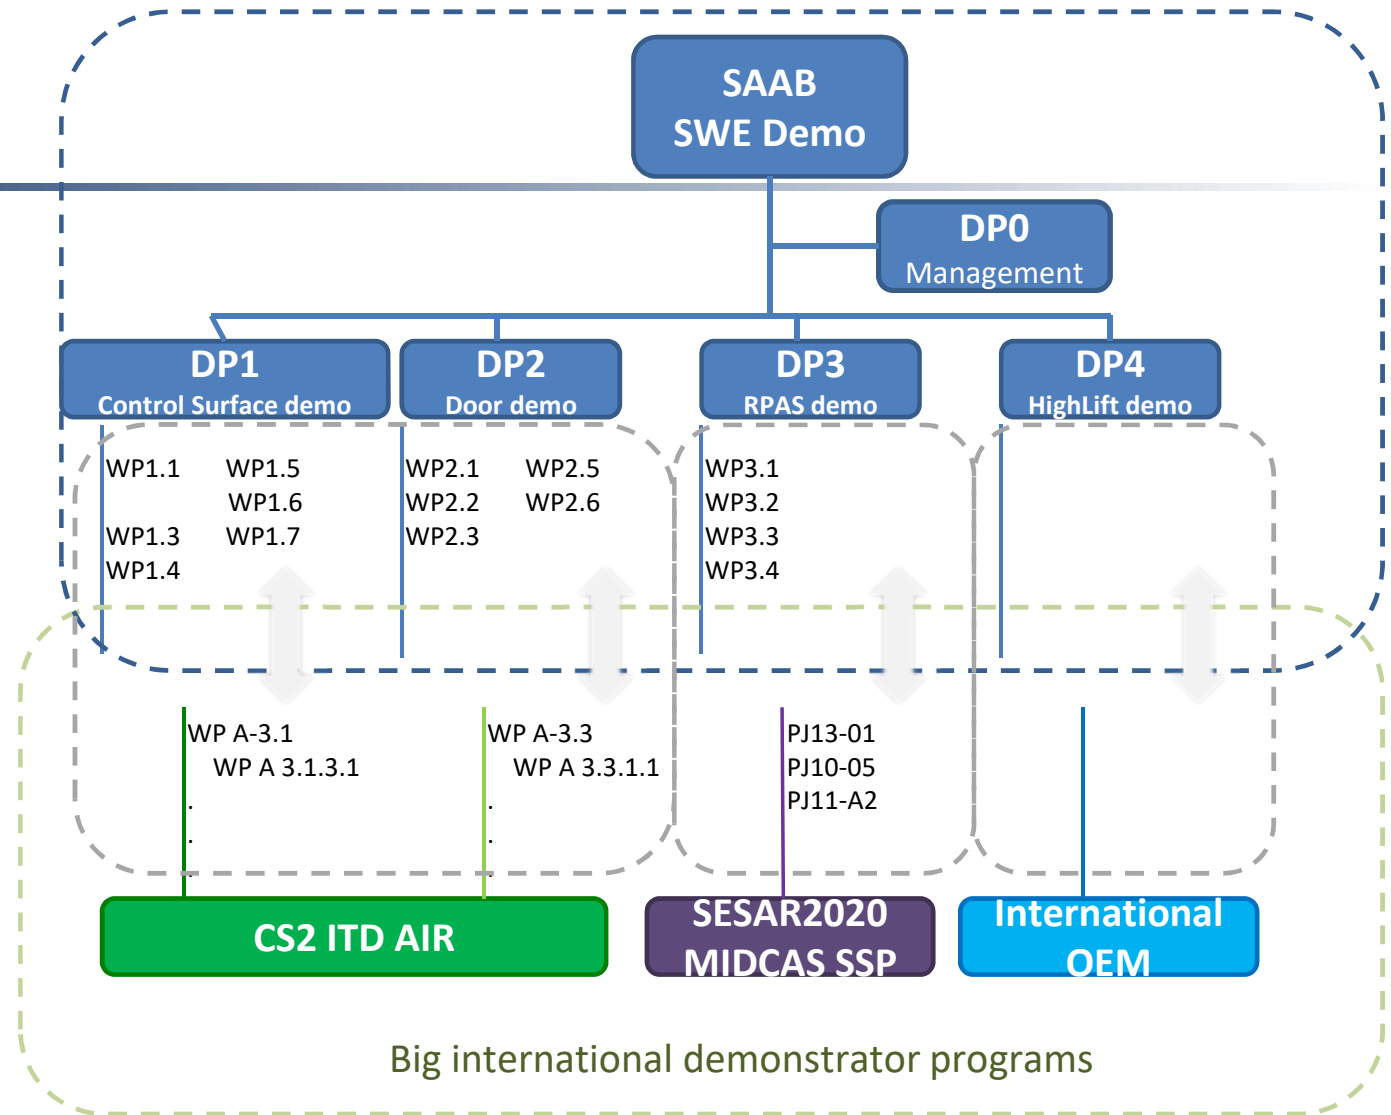 SAAB
SWE Demo
DP0
Management
DP1
Control Surface demo
DP2
Door demo
DP3
RPAS demo
DP4
HighLift demo
WP1.1 WP1.5
WP1.6
WP1.3 WP1.7
WP1.4
WP2.1 WP2.5
WP2.2 WP2.6
WP2.3
WP3.1
WP3.2
WP3.3
WP3.4
WP A-3.1
WP A 3.1.3.1
.
.
.
WP A-3.3
WP A 3.3.1.1
.
.
.
PJ13-01
PJ10-05
PJ11-A2
CS2 ITD AIR
SESAR2020
MIDCAS SSP
International
OEM
Big international demonstrator programs